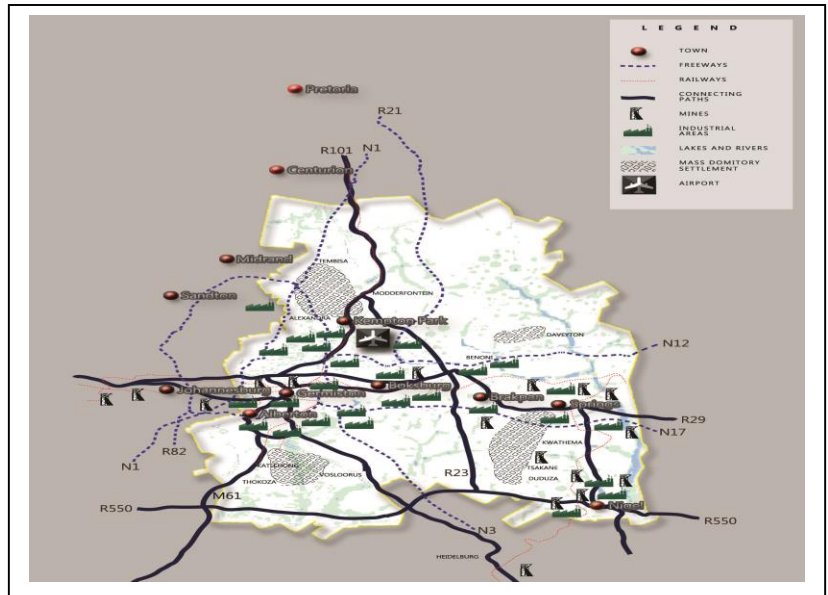 L E G E N D
TOWN
FREEWAYS
RAILWAYS
CONNECTING
PATHS
MINES
INDUSTRIAL
AREAS
LAKES AND RIVERS
MASS DOMITORY
SETTLEMENT
AIRPORT
Pretoria
R21
R101
N1
Centurion
Midrand
TEMBISA
Sandton
MODDERFONTEIN
ALEXANDRA
Kempton Park
DAVEYTON
N12
BENONI
Johannesburg
Germiston
Boksburg
Brakpan
Springs
Alberton
R29
N17
N1
R82
KWATHEMA
KATLEHONG
VOSLOORUS
THOKOZA
R23
TSAKANE
DUDUZA
M61
R550
Nigel
R550
N3
HEIDELBURG